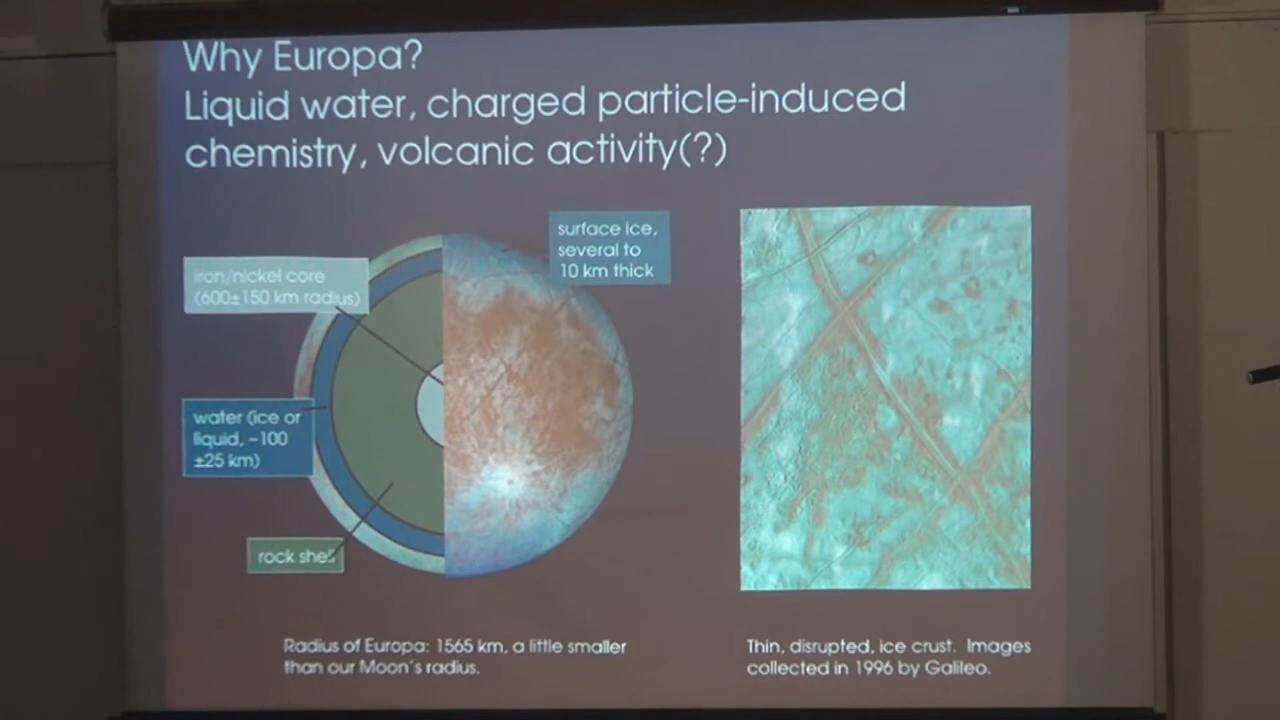 Why Europa?
Liquid water, charged particle-induced
chemistry, volcanic activity(?)
surface ice,
several to
10 km thick
iron/nickel core
(600±150 km radius)
water (ice or
liquid, ~100
±25 km)
rock shell
Radius of Europa: 1565 km, a little smaller
than our Moon's radius.
Thin, disrupted, ice crust. Images
collected in 1996 by Galileo.